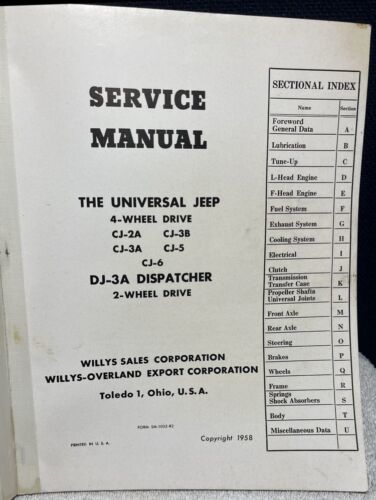 SERVICE
MANUAL
THE UNIVERSAL JEEP
4-WHEEL DRIVE
CJ-2A CJ-3B
CJ-3A CJ-5
CJ-6
DJ-3A DISPATCHER
2-WHEEL DRIVE
WILLYS SALES CORPORATION
WILLYS-OVERLAND EXPORT CORPORATION
Toledo 1, Ohio, U.S.A.
FORM SM-1002-R2
PRINTED IN U. S. A.
Copyright 1958
SECTIONAL INDEX
Name Section
Foreword
General Data A
Lubrication B
Tune-Up C
L-Head Engine D
F-Head Engine E
Fuel System F
Exhaust System G
Cooling System H
Electrical I
Clutch J
Transmission
Transfer Case K
Propeller Shafts
Universal Joints L
Front Axle M
Rear Axle N
Steering O
Brakes P
Wheels Q
Frame R
Springs
Shock Absorbers S
Body T
Miscellaneous Data U